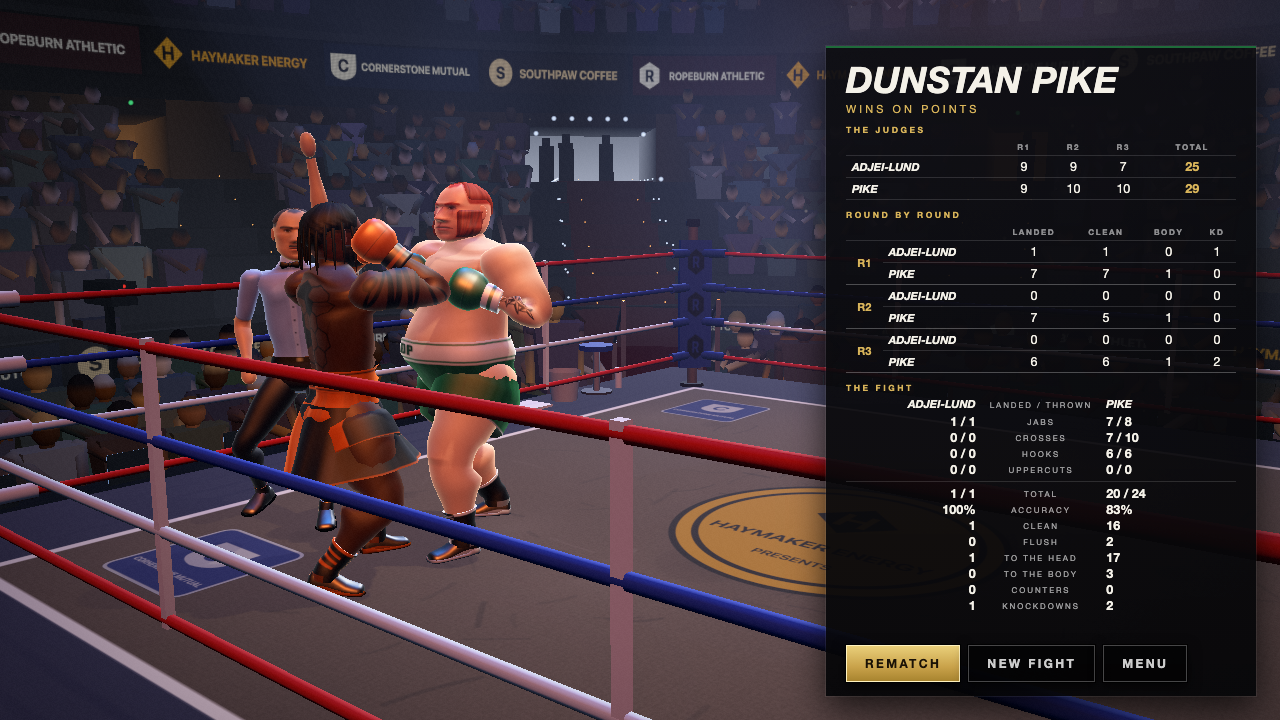 OPEBURN ATHLETIC
H HAYMAKER ENERGY
C CORNERSTONE MUTUAL
S SOUTHPAW COFFEE
R ROPEBURN ATHLETIC
H
DUNSTAN PIKE
WINS ON POINTS
THE JUDGES
R1 R2 R3 TOTAL
ADJEI-LUND 9 9 7 25
PIKE 9 10 10 29
ROUND BY ROUND
LANDED CLEAN BODY KD
R1 ADJEI-LUND 1 1 0 1
PIKE 7 7 1 0
R2 ADJEI-LUND 0 0 0 0
PIKE 7 5 1 0
R3 ADJEI-LUND 0 0 0 0
PIKE 6 6 1 2
THE FIGHT
ADJEI-LUND LANDED / THROWN PIKE
1 / 1 JABS 7 / 8
0 / 0 CROSSES 7 / 10
0 / 0 HOOKS 6 / 6
0 / 0 UPPERCUTS 0 / 0
1 / 1 TOTAL 20 / 24
100% ACCURACY 83%
1 CLEAN 16
0 FLUSH 2
1 TO THE HEAD 17
0 TO THE BODY 3
0 COUNTERS 0
1 KNOCKDOWNS 2
REMATCH NEW FIGHT MENU
HAYMAKER ENERGY
PRESENTS